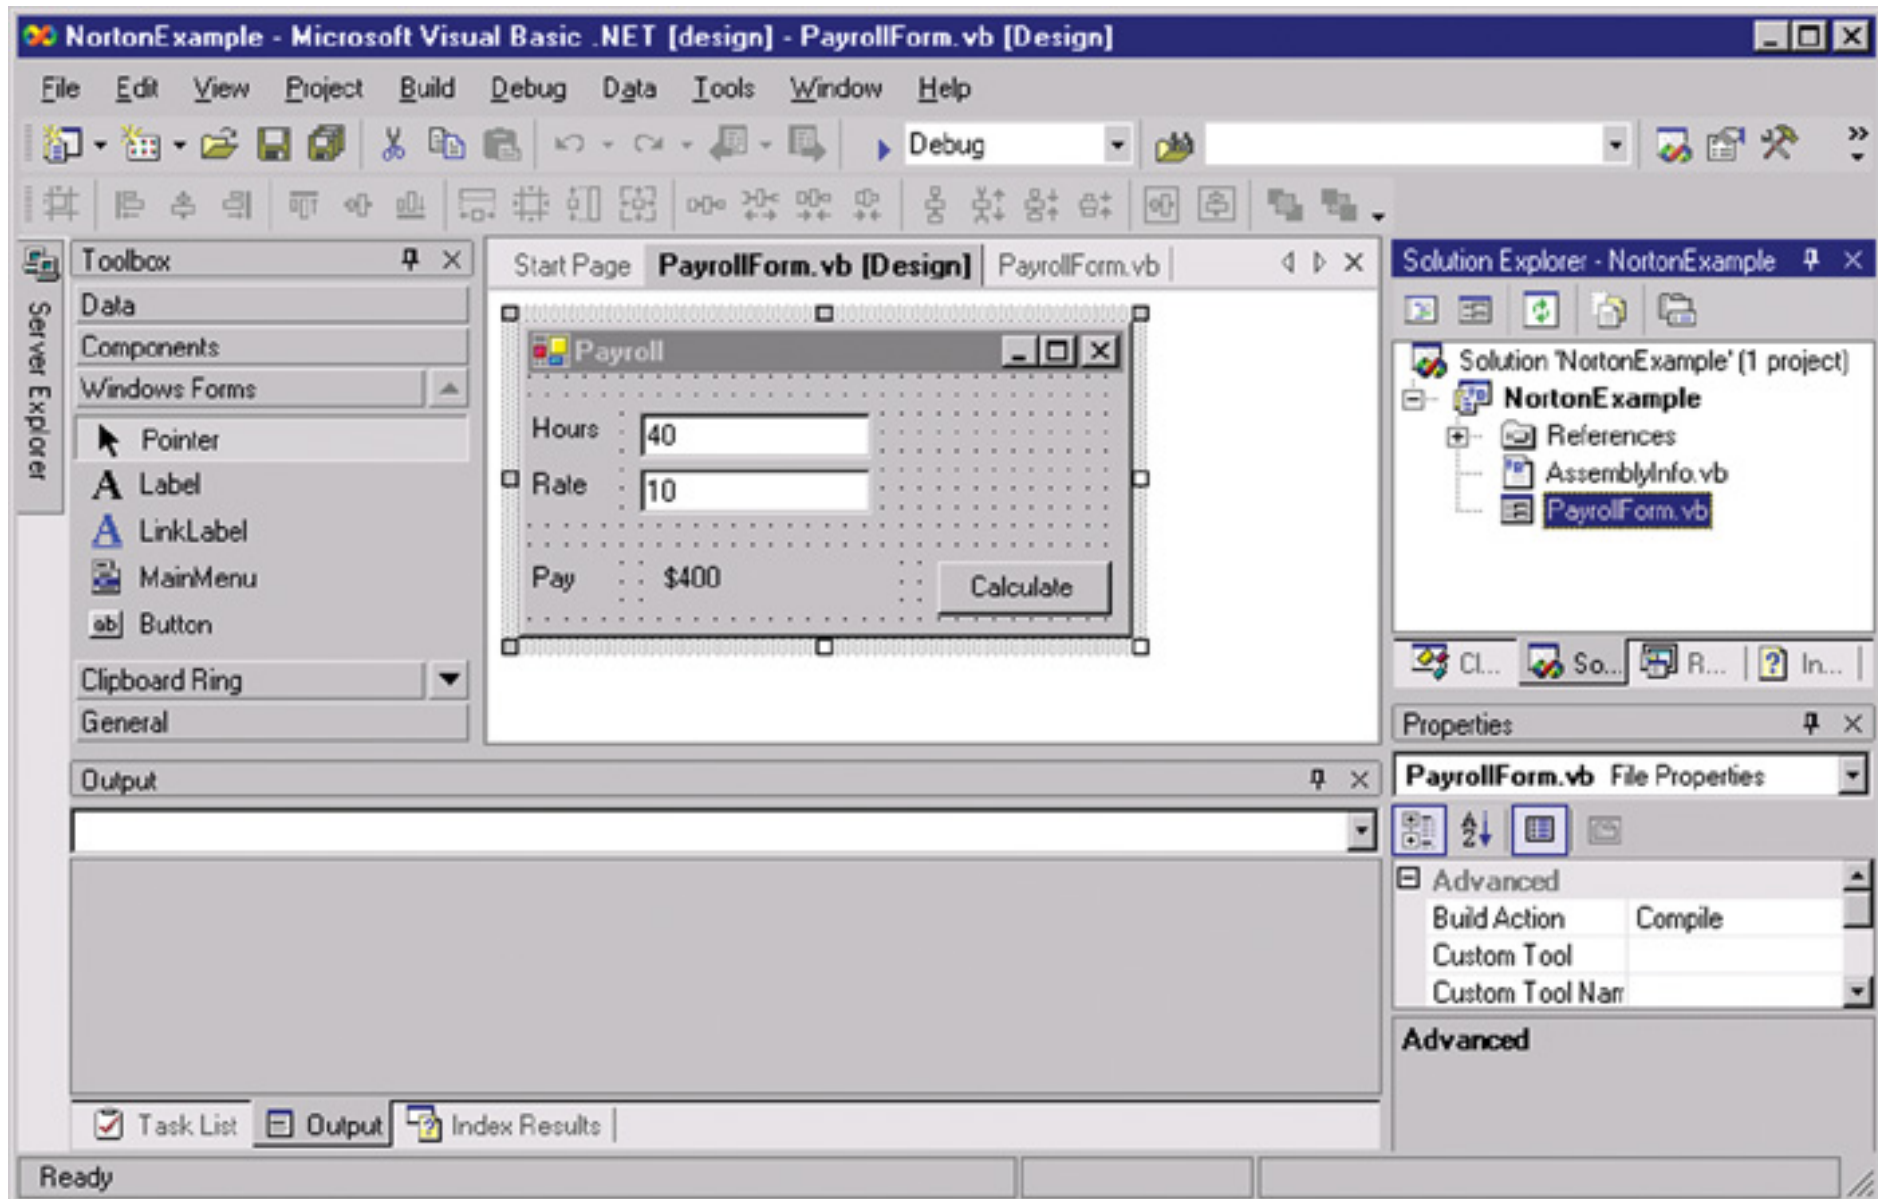 NortonExample - Microsoft Visual Basic .NET [design] - PayrollForm.vb [Design]
File Edit View Project Build Debug Data Tools Window Help
Debug
Server Explorer
Toolbox
Data
Components
Windows Forms
Pointer
Label
LinkLabel
MainMenu
Button
Clipboard Ring
General
Start Page PayrollForm.vb [Design] PayrollForm.vb
Payroll
Hours 40
Rate 10
Pay $400 Calculate
Solution Explorer - NortonExample
Solution 'NortonExample' (1 project)
NortonExample
References
AssemblyInfo.vb
PayrollForm.vb
Cl... So... R... In...
Properties
PayrollForm.vb File Properties
Advanced
Build Action Compile
Custom Tool
Custom Tool Nam
Advanced
Output
Task List Output Index Results
Ready